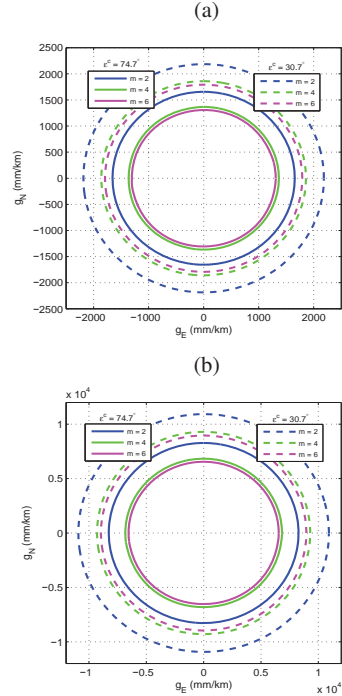 (a)
2500
2000
1500
1000
500
0
−500
−1000
−1500
−2000
−2500
g_N (mm/km)
ε^c = 74.7°
m = 2
m = 4
m = 6
ε^c = 30.7°
m = 2
m = 4
m = 6
−2000 −1000 0 1000 2000
g_E (mm/km)
(b)
x 10^4
1
0.5
0
−0.5
−1
g_N (mm/km)
ε^c = 74.7°
m = 2
m = 4
m = 6
ε^c = 30.7°
m = 2
m = 4
m = 6
−1 −0.5 0 0.5 1
g_E (mm/km)
x 10^4